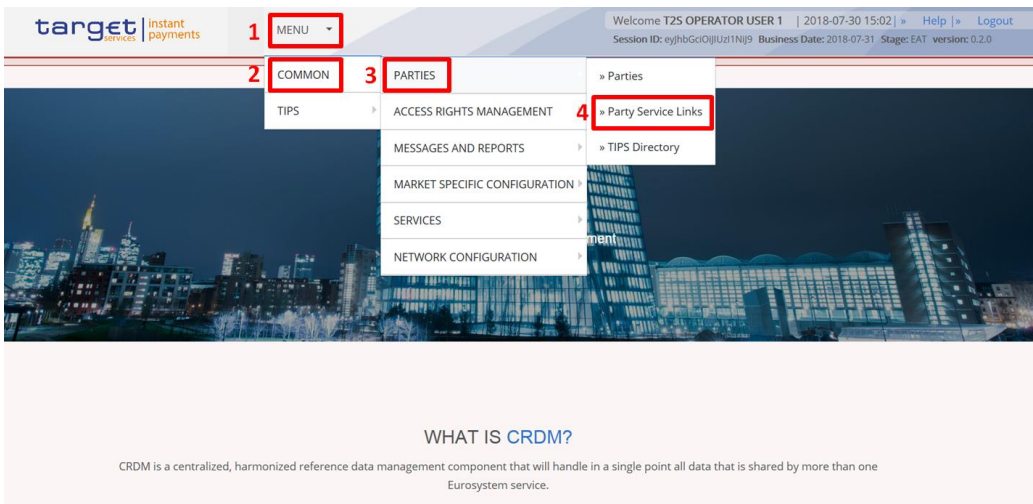 target services | instant payments
1 MENU
Welcome T2S OPERATOR USER 1 | 2018-07-30 15:02 | » Help | » Logout
Session ID: eyJhbGciOiJIUzI1NiJ9 Business Date: 2018-07-31 Stage: EAT version: 0.2.0
2 COMMON
3 PARTIES
» Parties
TIPS
ACCESS RIGHTS MANAGEMENT
4 » Party Service Links
MESSAGES AND REPORTS
» TIPS Directory
MARKET SPECIFIC CONFIGURATION
SERVICES
ment
NETWORK CONFIGURATION
WHAT IS CRDM?
CRDM is a centralized, harmonized reference data management component that will handle in a single point all data that is shared by more than one
Eurosystem service.